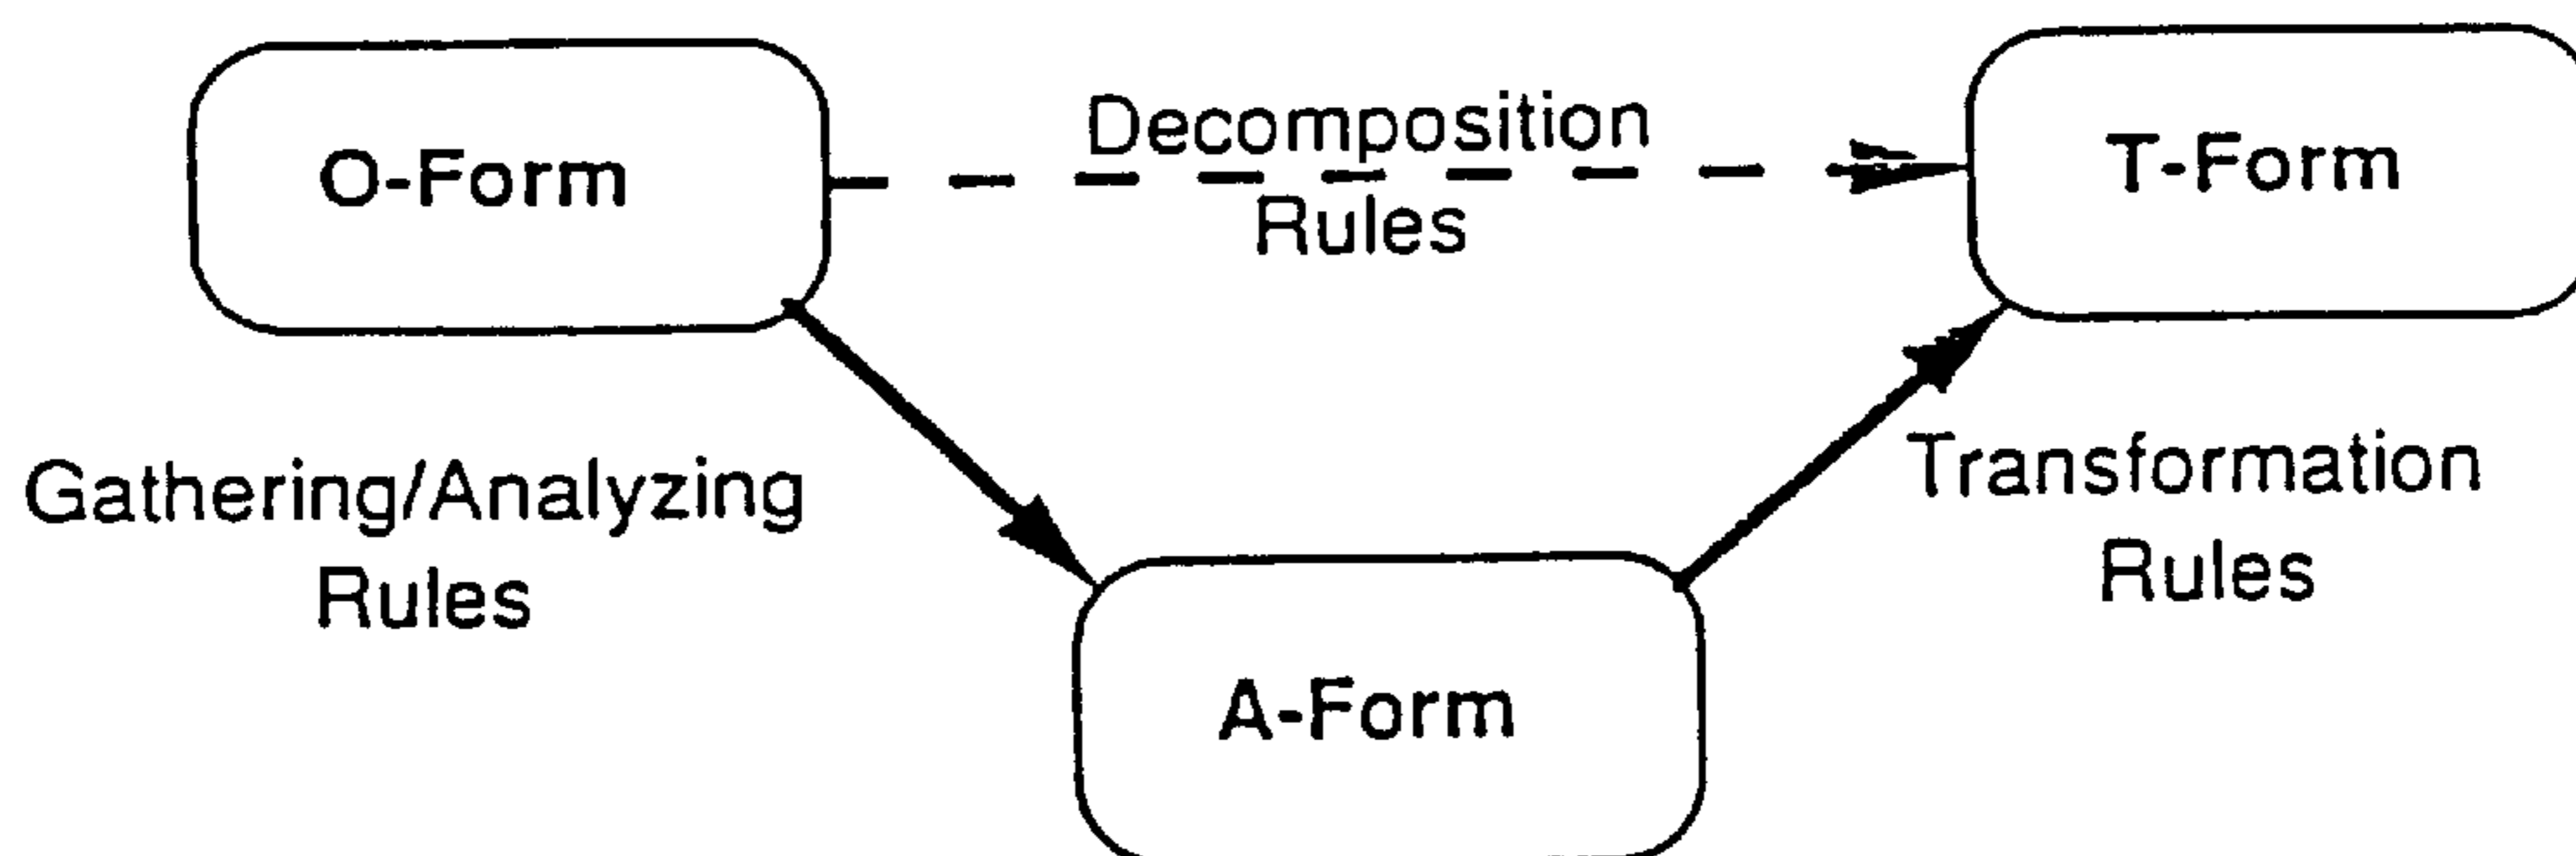 O-Form
Decomposition
Rules
T-Form
Gathering/Analyzing
Rules
Transformation
Rules
A-Form